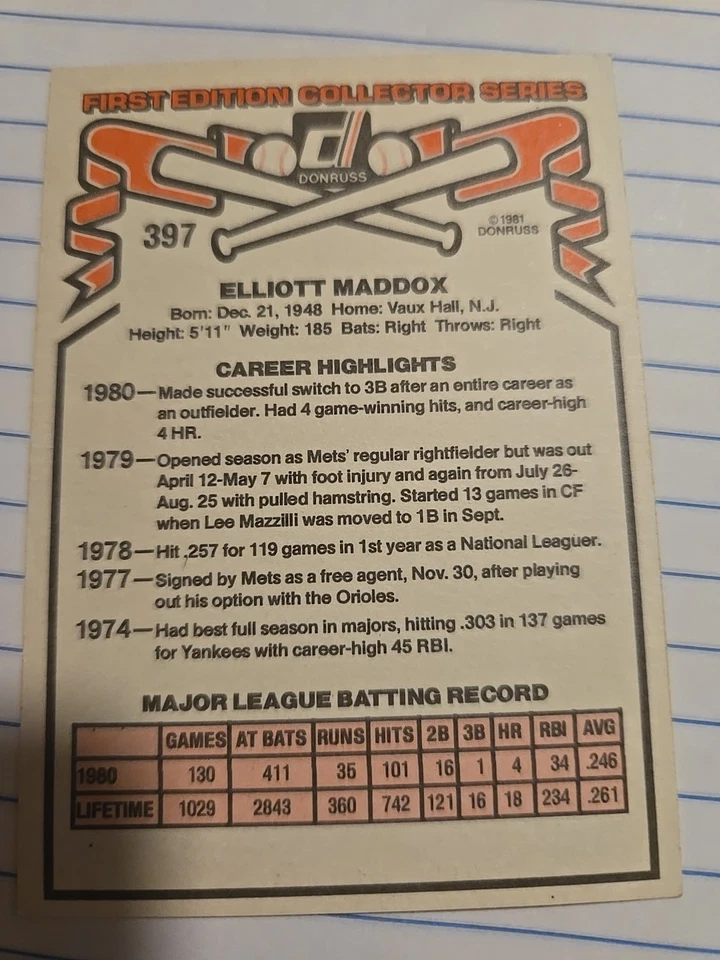 FIRST EDITION COLLECTOR SERIES
DONRUSS
397
© 1981
DONRUSS
ELLIOTT MADDOX
Born: Dec. 21, 1948 Home: Vaux Hall, N.J.
Height: 5'11" Weight: 185 Bats: Right Throws: Right
CAREER HIGHLIGHTS
1980—Made successful switch to 3B after an entire career as
an outfielder. Had 4 game-winning hits, and career-high
4 HR.
1979—Opened season as Mets' regular rightfielder but was out
April 12-May 7 with foot injury and again from July 26-
Aug. 25 with pulled hamstring. Started 13 games in CF
when Lee Mazzilli was moved to 1B in Sept.
1978—Hit .257 for 119 games in 1st year as a National Leaguer.
1977—Signed by Mets as a free agent, Nov. 30, after playing
out his option with the Orioles.
1974—Had best full season in majors, hitting .303 in 137 games
for Yankees with career-high 45 RBI.
MAJOR LEAGUE BATTING RECORD
GAMES AT BATS RUNS HITS 2B 3B HR RBI AVG
1980 130 411 35 101 16 1 4 34 .246
LIFETIME 1029 2843 360 742 121 16 18 234 .261